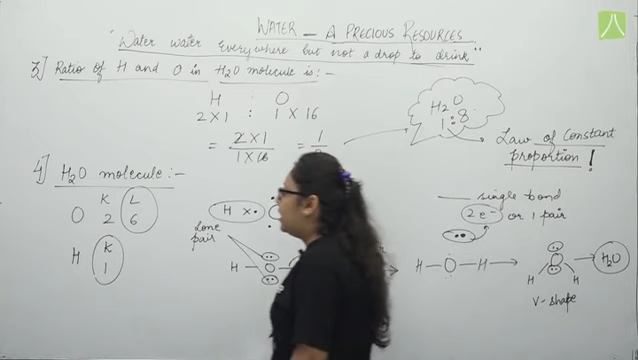 WATER — A PRECIOUS RESOURCES
"Water water everywhere but not a drop to drink"
3] Ratio of H and O in H2O molecule is :-
H : O
2×1 : 1×16
= 2×1 / 1×16 = 1 /
H2O
1:8
Law of Constant proportion !
4] H2O molecule :-
K L
O 2 6
H K
1
H ו
Lone pair
H - O
H - O - H
single bond
2 e⁻ or 1 pair
O
H H
V-shape
H2O